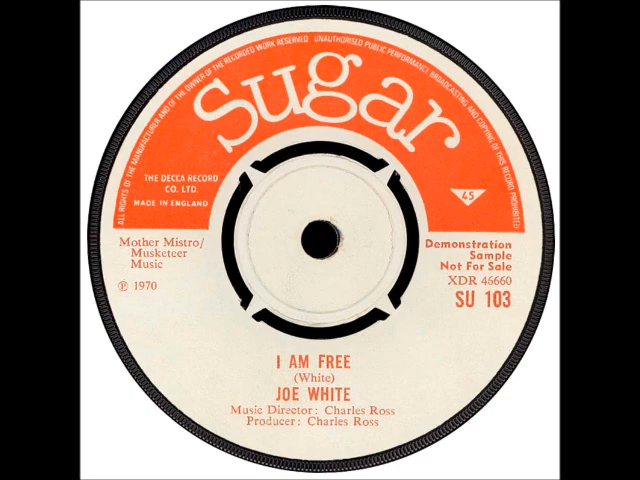 ALL RIGHTS OF THE MANUFACTURER AND OF THE OWNER OF THE RECORDED WORK RESERVED UNAUTHORISED PUBLIC PERFORMANCE BROADCASTING AND COPYING OF THIS RECORD PROHIBITED
Sugar
THE DECCA RECORD
CO. LTD.
MADE IN ENGLAND
45
Mother Mistro/
Musketeer
Music
℗ 1970
Demonstration
Sample
Not For Sale
XDR 46660
SU 103
I AM FREE
(White)
JOE WHITE
Music Director: Charles Ross
Producer: Charles Ross